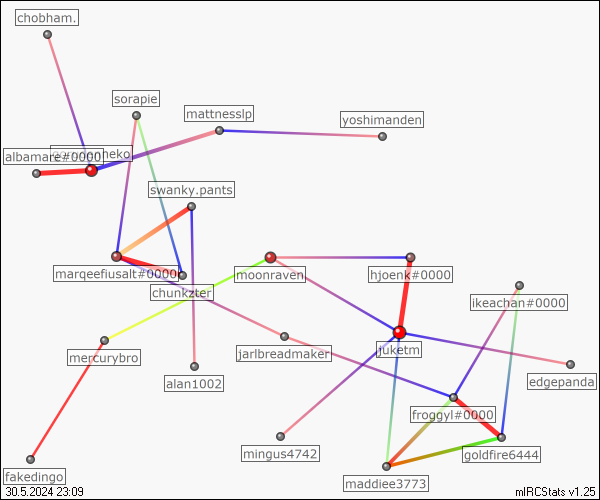 chobham.
sorapie
mattnesslp
yoshimanden
albamare#0000
swanky.pants
marqeefiusalt#0000
chunkzter
moonraven
hjoenk#0000
ikeachan#0000
mercurybro
jarlbreadmaker
juketm
alan1002
edgepanda
froggyl#0000
mingus4742
goldfire6444
fakedingo
maddiee3773
30.5.2024 23:09
mIRCStats v1.25